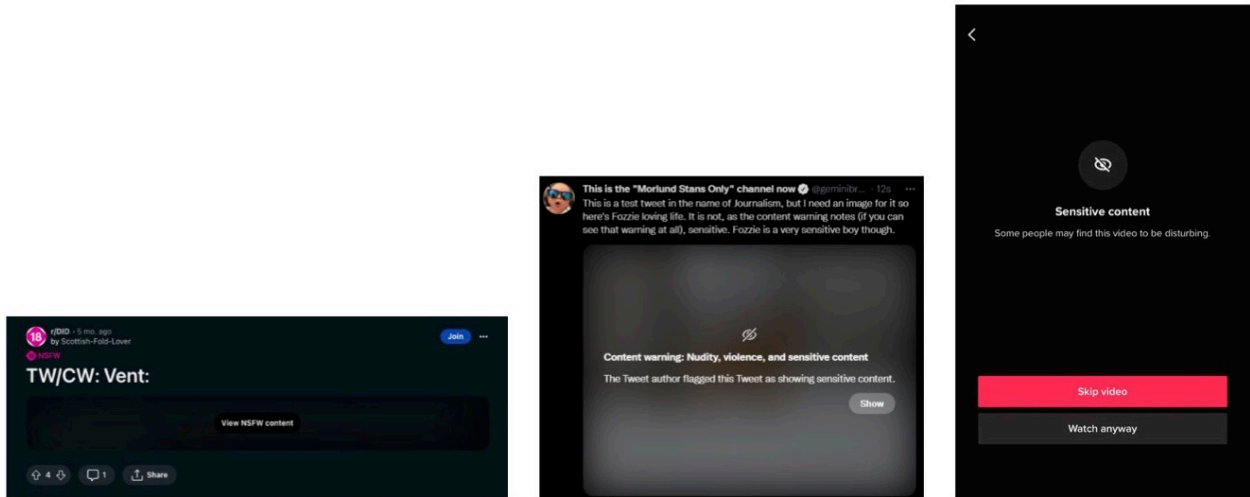 r/DID • 5 mo. ago
by Scottish-Fold-Lover
Join
18
18 NSFW
TW/CW: Vent:
View NSFW content
4
1
Share
This is the "Morlund Stans Only" channel now @geminibr... · 12s
This is a test tweet in the name of Journalism, but I need an image for it so
here's Fozzie loving life. It is not, as the content warning notes (if you can
see that warning at all), sensitive. Fozzie is a very sensitive boy though.
Content warning: Nudity, violence, and sensitive content
The Tweet author flagged this Tweet as showing sensitive content.
Show
Sensitive content
Some people may find this video to be disturbing.
Skip video
Watch anyway